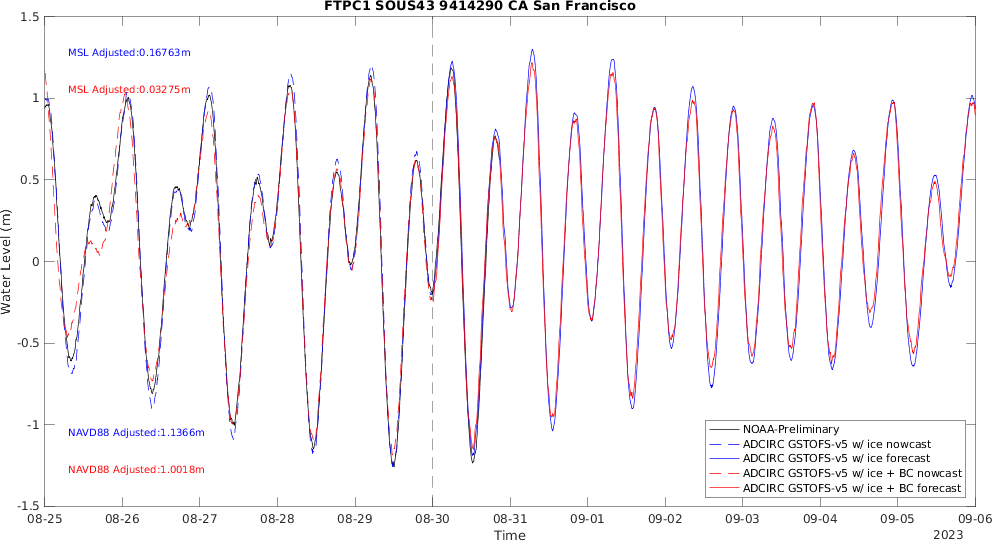 FTPC1 SOUS43 9414290 CA San Francisco
1.5
1
0.5
0
-0.5
-1
-1.5
Water Level (m)
MSL Adjusted:0.16763m
MSL Adjusted:0.03275m
NAVD88 Adjusted:1.1366m
NAVD88 Adjusted:1.0018m
NOAA-Preliminary
ADCIRC GSTOFS-v5 w/ ice nowcast
ADCIRC GSTOFS-v5 w/ ice forecast
ADCIRC GSTOFS-v5 w/ ice + BC nowcast
ADCIRC GSTOFS-v5 w/ ice + BC forecast
08-25 08-26 08-27 08-28 08-29 08-30 08-31 09-01 09-02 09-03 09-04 09-05 09-06
Time
2023